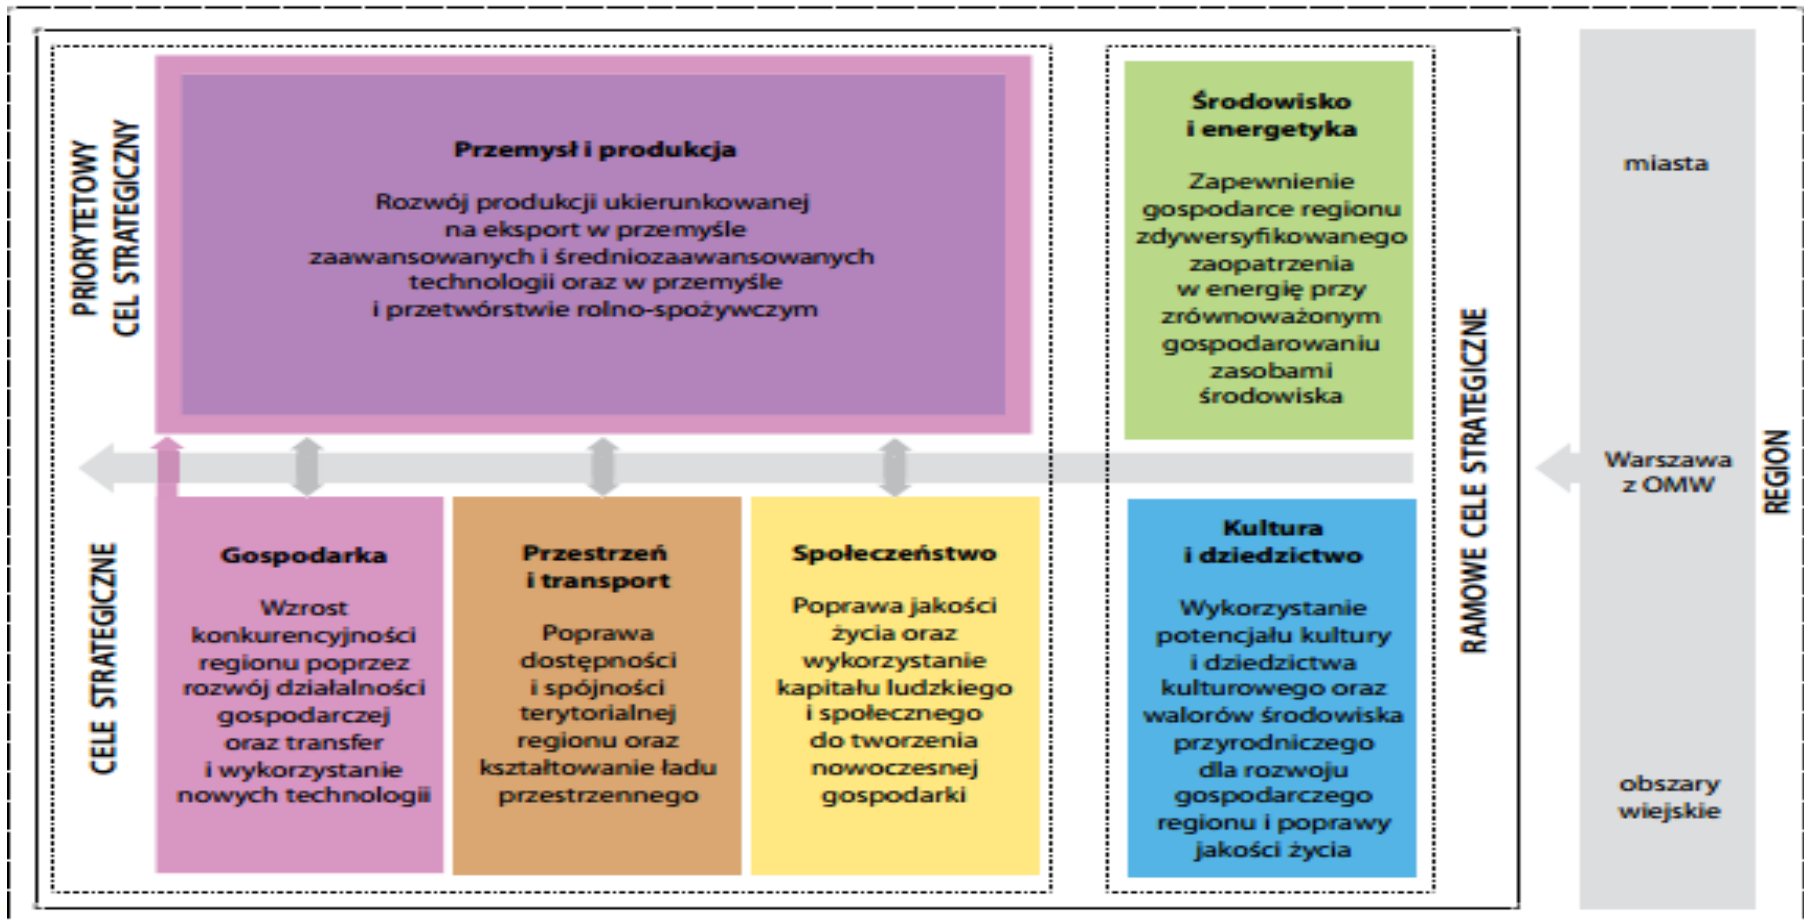 PRIORYTETOWY
CEL STRATEGICZNY
Przemysł i produkcja
Rozwój produkcji ukierunkowanej
na eksport w przemyśle
zaawansowanych i średniozaawansowanych
technologii oraz w przemyśle
i przetwórstwie rolno-spożywczym
Środowisko
i energetyka
Zapewnienie
gospodarce regionu
zdywersyfikowanego
zaopatrzenia
w energię przy
zrównoważonym
gospodarowaniu
zasobami
środowiska
CELE STRATEGICZNE
Gospodarka
Wzrost
konkurencyjności
regionu poprzez
rozwój działalności
gospodarczej
oraz transfer
i wykorzystanie
nowych technologii
Przestrzeń
i transport
Poprawa
dostępności
i spójności
terytorialnej
regionu oraz
kształtowanie ładu
przestrzennego
Społeczeństwo
Poprawa jakości
życia oraz
wykorzystanie
kapitału ludzkiego
i społecznego
do tworzenia
nowoczesnej
gospodarki
Kultura
i dziedzictwo
Wykorzystanie
potencjału kultury
i dziedzictwa
kulturowego oraz
walorów środowiska
przyrodniczego
dla rozwoju
gospodarczego
regionu i poprawy
jakości życia
RAMOWE CELE STRATEGICZNE
miasta
Warszawa
z OMW
obszary
wiejskie
REGION